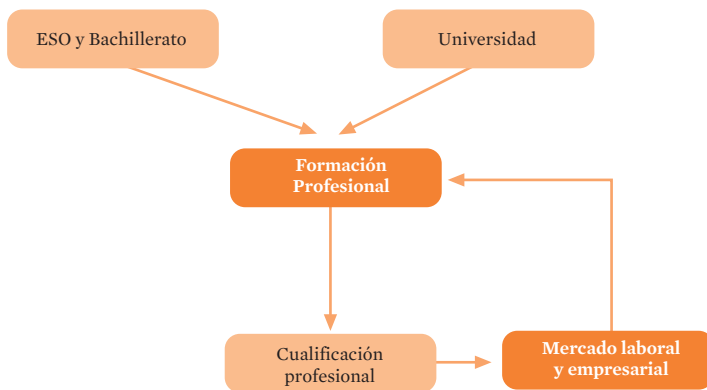 ESO y Bachillerato
Universidad
Formación
Profesional
Cualificación
profesional
Mercado laboral
y empresarial